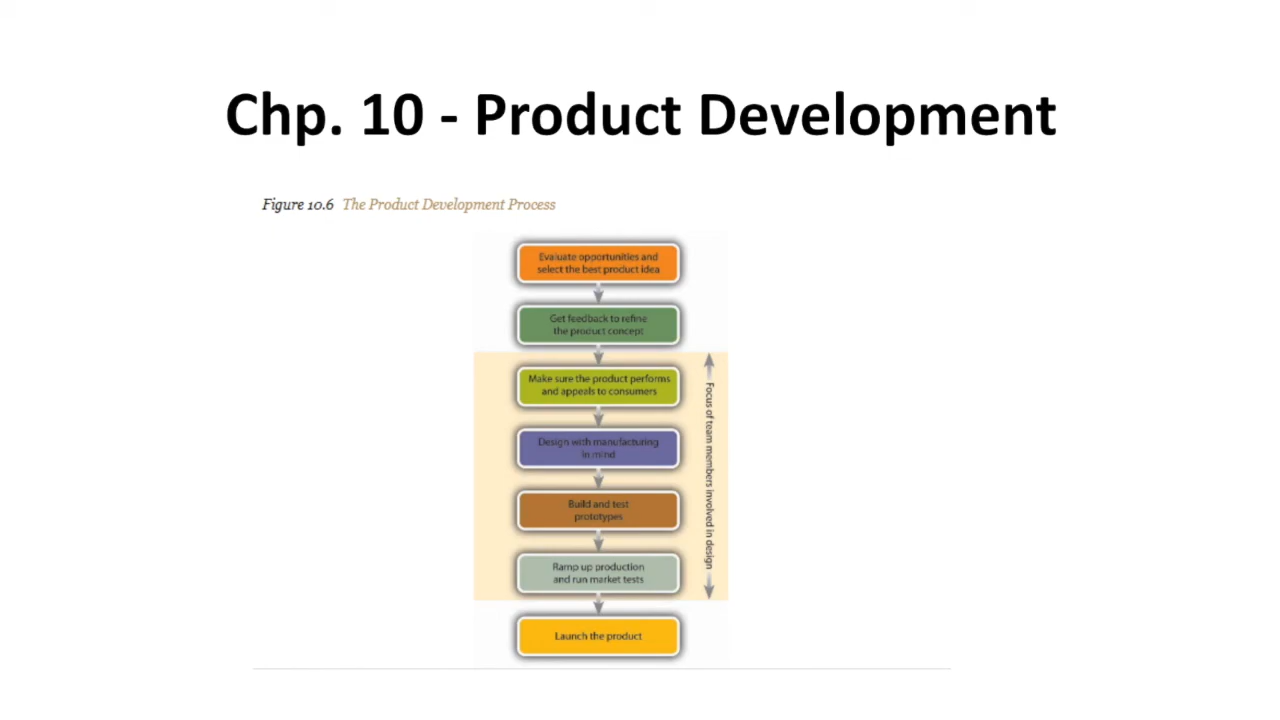 Chp. 10 - Product Development
Figure 10.6 The Product Development Process
Evaluate opportunities and
select the best product idea
Get feedback to refine
the product concept
Make sure the product performs
and appeals to consumers
Design with manufacturing
in mind
Build and test
prototypes
Ramp up production
and run market tests
Launch the product
Focus of team members involved in design